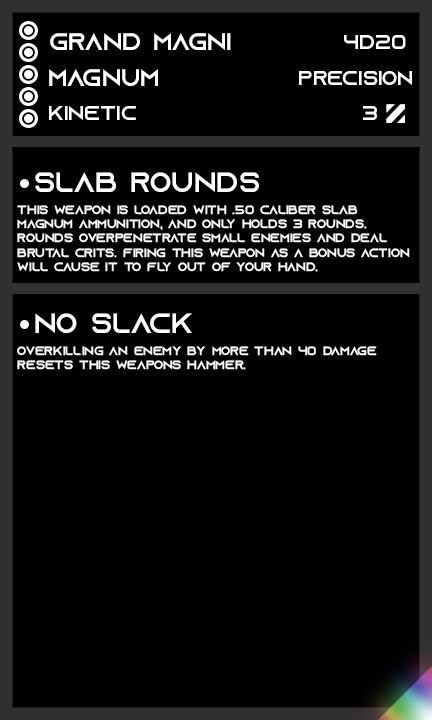 GRAND MAGNI 4D20
MAGNUM PRECISION
KINETIC 3
•SLAB ROUNDS
THIS WEAPON IS LOADED WITH .50 CALIBER SLAB
MAGNUM AMMUNITION, AND ONLY HOLDS 3 ROUNDS.
ROUNDS OVERPENETRATE SMALL ENEMIES AND DEAL
BRUTAL CRITS. FIRING THIS WEAPON AS A BONUS ACTION
WILL CAUSE IT TO FLY OUT OF YOUR HAND.
•NO SLACK
OVERKILLING AN ENEMY BY MORE THAN 40 DAMAGE
RESETS THIS WEAPONS HAMMER.